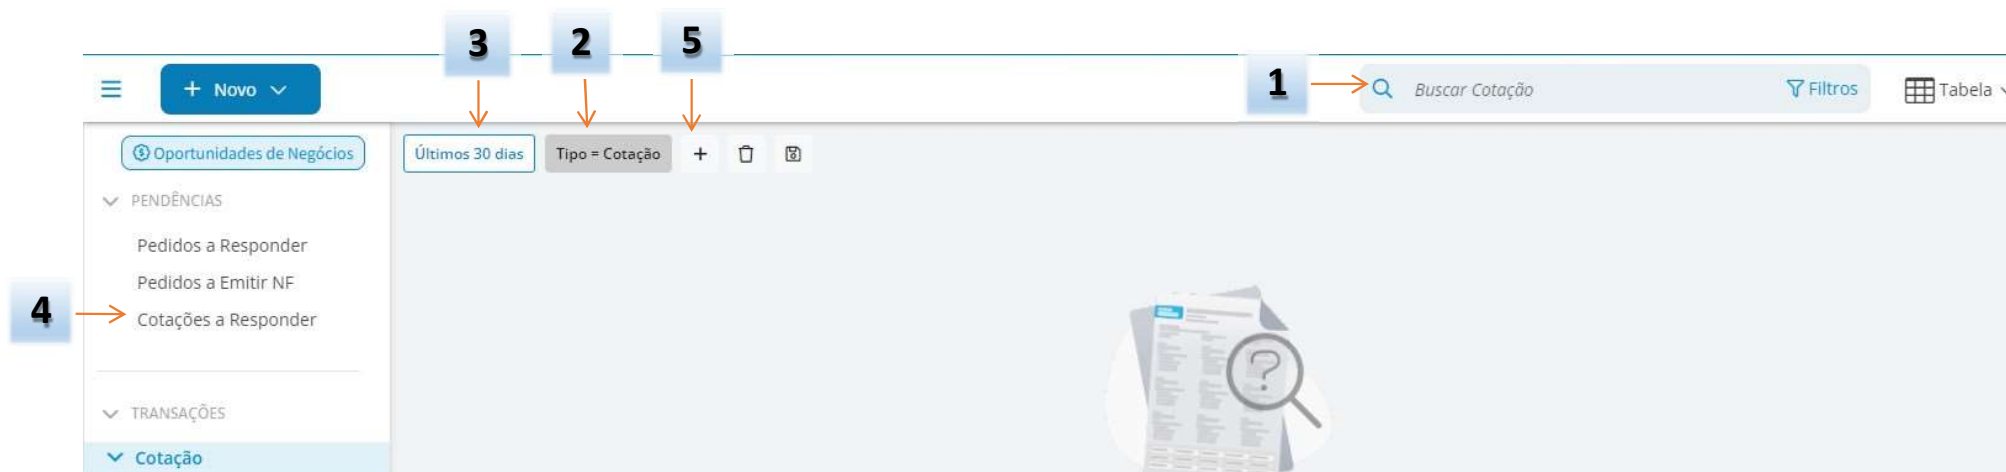 3 2 5
1
+ Novo
Buscar Cotação
Filtros
Tabela
Oportunidades de Negócios
Últimos 30 dias
Tipo = Cotação
+
PENDÊNCIAS
Pedidos a Responder
Pedidos a Emitir NF
4
Cotações a Responder
?
TRANSAÇÕES
Cotação